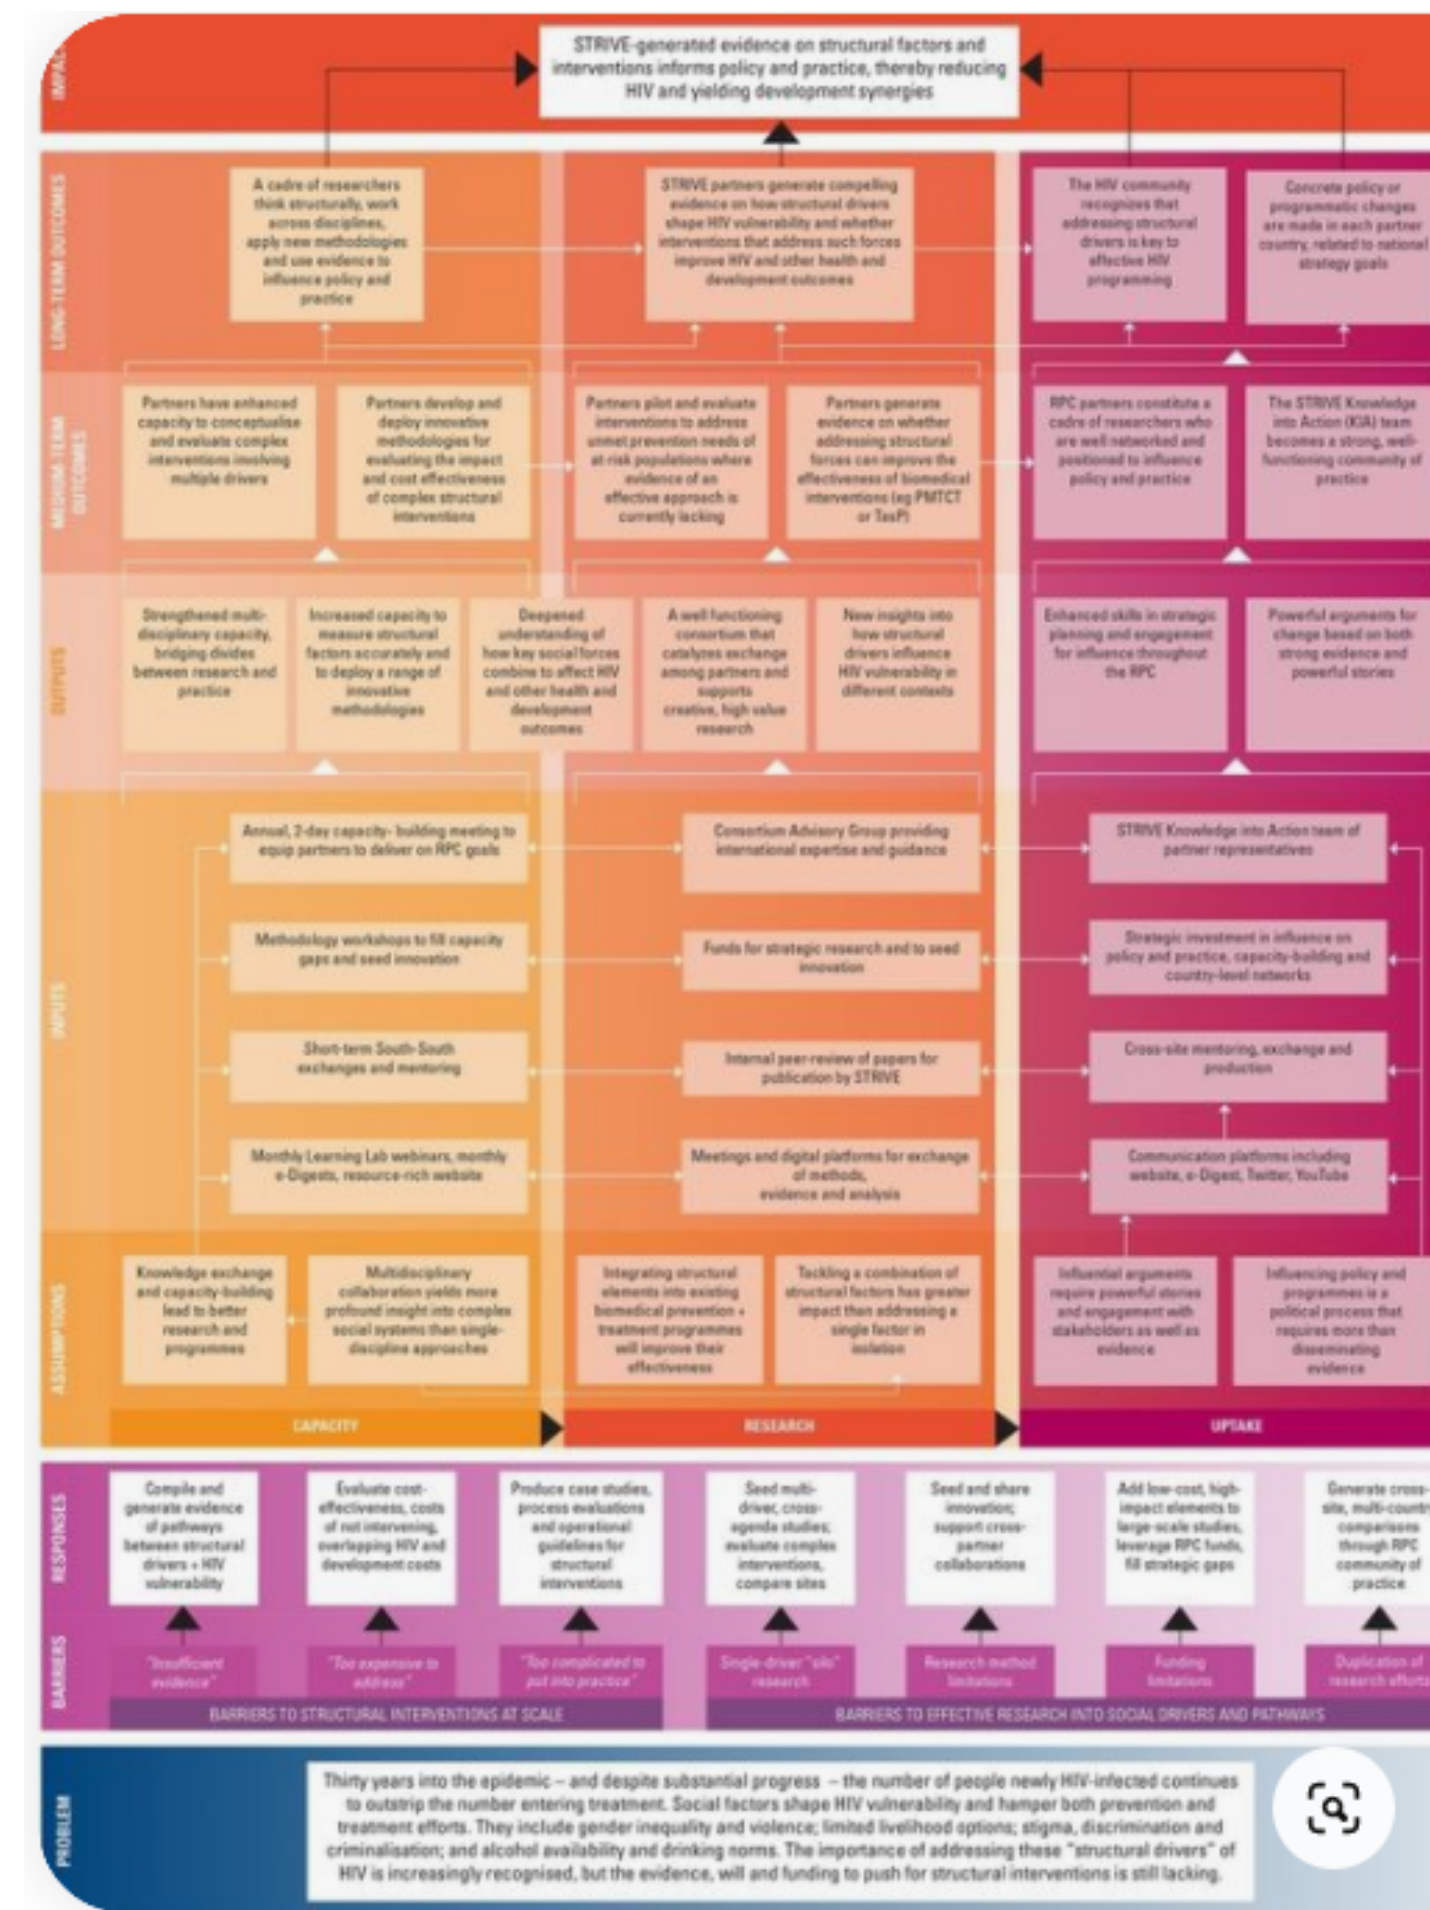 IMPAC
STRIVE-generated evidence on structural factors and
interventions informs policy and practice, thereby reducing
HIV and yielding development synergies
LONG-TERM OUTCOMES
A cadre of researchers
think structurally, work
across disciplines,
apply new methodologies
and use evidence to
influence policy and
practice
STRIVE partners generate compelling
evidence on how structural drivers
shape HIV vulnerability and whether
interventions that address such forces
improve HIV and other health and
development outcomes
The HIV community
recognizes that
addressing structural
drivers is key to
effective HIV
programming
Concrete policy or
programmatic changes
are made in each partner
country, related to national
strategy goals
MEDIUM-TERM
OUTCOMES
Partners have enhanced
capacity to conceptualise
and evaluate complex
interventions involving
multiple drivers
Partners develop and
deploy innovative
methodologies for
evaluating the impact
and cost effectiveness
of complex structural
interventions
Partners pilot and evaluate
interventions to address
unmet prevention needs of
at-risk populations where
evidence of an
effective approach is
currently lacking
Partners generate
evidence on whether
addressing structural
forces can improve the
effectiveness of biomedical
interventions (eg PMTCT
or TasP)
RPC partners constitute a
cadre of researchers who
are well networked and
positioned to influence
policy and practice
The STRIVE Knowledge
into Action (KIA) team
becomes a strong, well-
functioning community of
practice
OUTPUTS
Strengthened multi-
disciplinary capacity,
bridging divides
between research and
practice
Increased capacity to
measure structural
factors accurately and
to deploy a range of
innovative
methodologies
Deepened
understanding of
how key social forces
combine to affect HIV
and other health and
development
outcomes
A well functioning
consortium that
catalyzes exchange
among partners and
supports
creative, high value
research
New insights into
how structural
drivers influence
HIV vulnerability in
different contexts
Enhanced skills in strategic
planning and engagement
for influence throughout
the RPC
Powerful arguments for
change based on both
strong evidence and
powerful stories
INPUTS
Annual, 2-day capacity- building meeting to
equip partners to deliver on RPC goals
Consortium Advisory Group providing
international expertise and guidance
STRIVE Knowledge into Action team of
partner representatives
Methodology workshops to fill capacity
gaps and seed innovation
Funds for strategic research and to seed
innovation
Strategic investment in influence on
policy and practice, capacity-building and
country-level networks
Short-term South-South
exchanges and mentoring
Internal peer-review of papers for
publication by STRIVE
Cross-site mentoring, exchange and
production
Monthly Learning Lab webinars, monthly
e-Digests, resource-rich website
Meetings and digital platforms for exchange
of methods,
evidence and analysis
Communication platforms including
website, e-Digest, Twitter, YouTube
ASSUMPTIONS
Knowledge exchange
and capacity-building
lead to better
research and
programmes
Multidisciplinary
collaboration yields more
profound insight into complex
social systems than single-
discipline approaches
Integrating structural
elements into existing
biomedical prevention +
treatment programmes
will improve their
effectiveness
Tackling a combination of
structural factors has greater
impact than addressing a
single factor in
isolation
Influential arguments
require powerful stories
and engagement with
stakeholders as well as
evidence
Influencing policy and
programmes is a
political process that
requires more than
disseminating
evidence
CAPACITY
RESEARCH
UPTAKE
RESPONSES
Compile and
generate evidence
of pathways
between structural
drivers + HIV
vulnerability
Evaluate cost-
effectiveness, costs
of not intervening,
overlapping HIV and
development costs
Produce case studies,
process evaluations
and operational
guidelines for
structural
interventions
Seed multi-
driver, cross-
agenda studies;
evaluate complex
interventions,
compare sites
Seed and share
innovation;
support cross-
partner
collaborations
Add low-cost, high-
impact elements to
large-scale studies,
leverage RPC funds,
fill strategic gaps
Generate cross-
site, multi-country
comparisons
through RPC
community of
practice
BARRIERS
"Insufficient
evidence"
"Too expensive to
address"
"Too complicated to
put into practice"
Single-driver "silo"
research
Research method
limitations
Funding
limitations
Duplication of
research efforts
BARRIERS TO STRUCTURAL INTERVENTIONS AT SCALE
BARRIERS TO EFFECTIVE RESEARCH INTO SOCIAL DRIVERS AND PATHWAYS
PROBLEM
Thirty years into the epidemic – and despite substantial progress – the number of people newly HIV-infected continues
to outstrip the number entering treatment. Social factors shape HIV vulnerability and hamper both prevention and
treatment efforts. They include gender inequality and violence; limited livelihood options; stigma, discrimination and
criminalisation; and alcohol availability and drinking norms. The importance of addressing these "structural drivers" of
HIV is increasingly recognised, but the evidence, will and funding to push for structural interventions is still lacking.